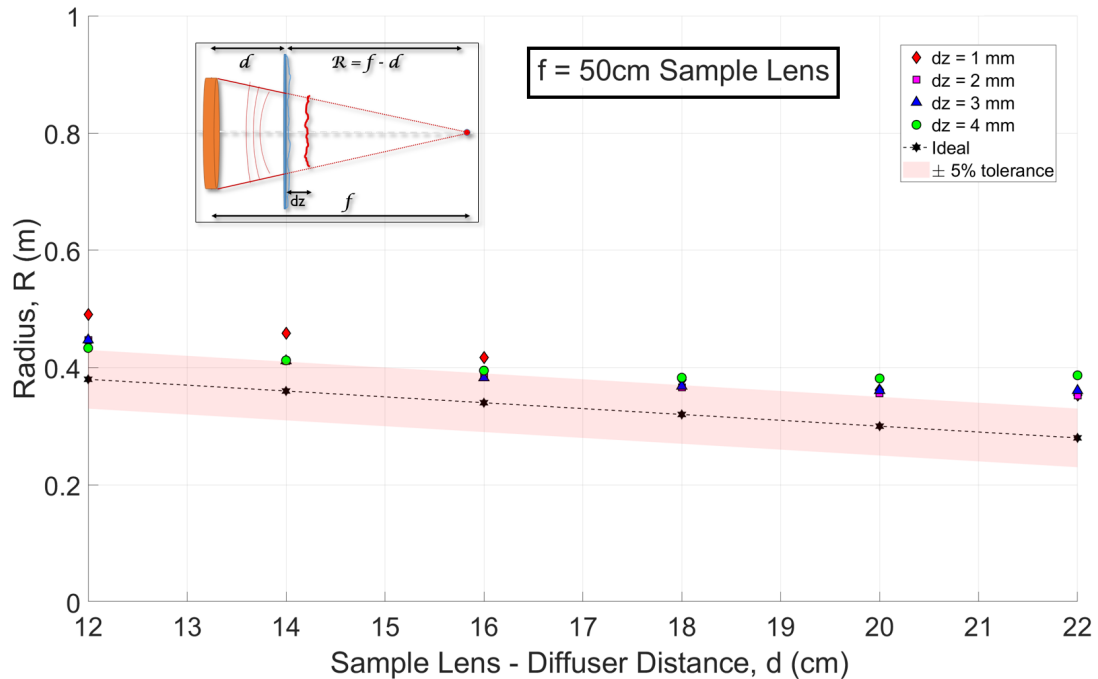 d
R = f - d
dz
f
f = 50cm Sample Lens
dz = 1 mm
dz = 2 mm
dz = 3 mm
dz = 4 mm
Ideal
± 5% tolerance
Radius, R (m)
1
0.8
0.6
0.4
0.2
0
12 13 14 15 16 17 18 19 20 21 22
Sample Lens - Diffuser Distance, d (cm)